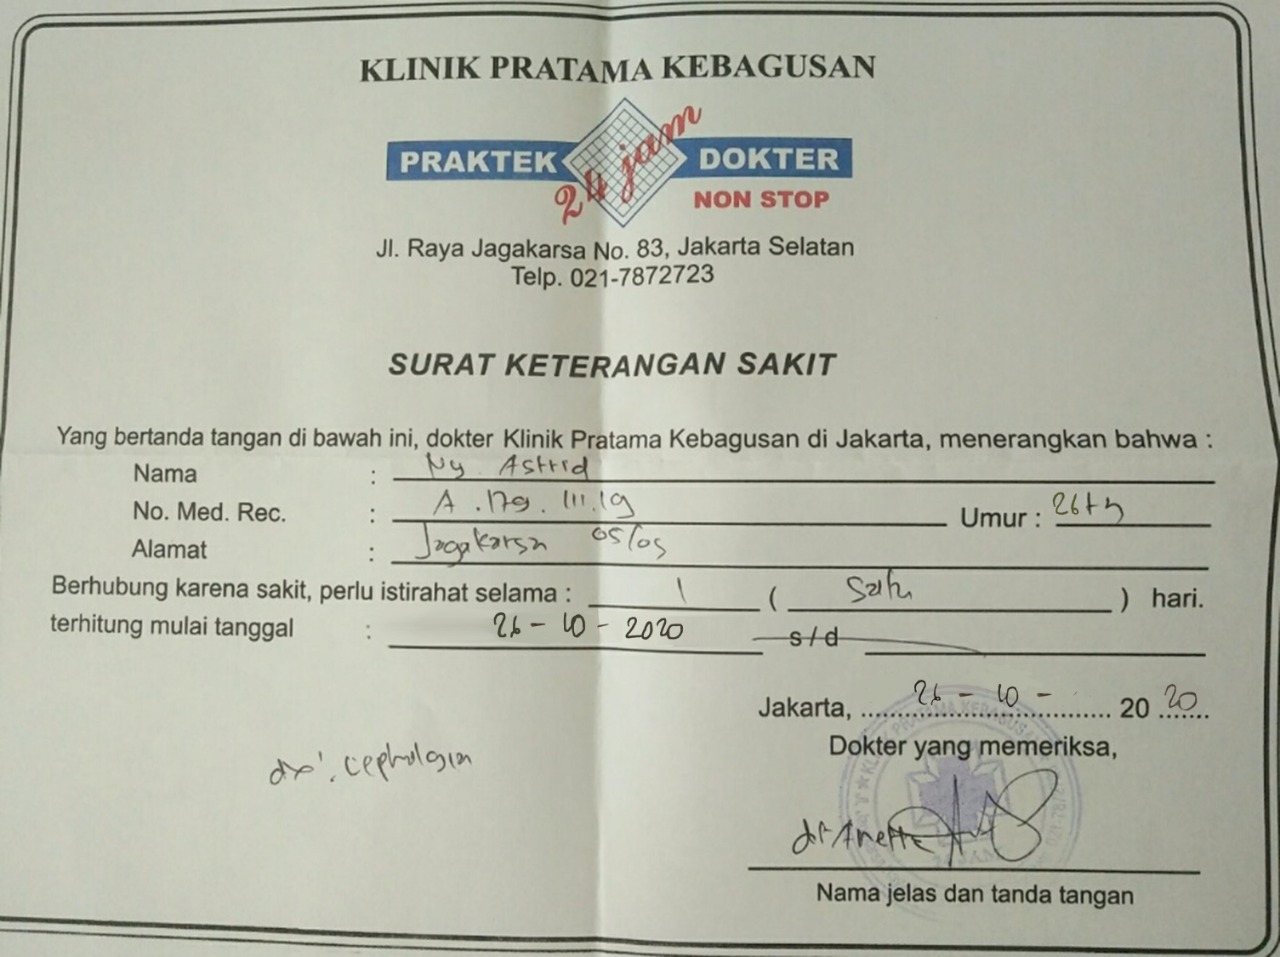 KLINIK PRATAMA KEBAGUSAN
PRAKTEK 24 jam DOKTER
NON STOP
Jl. Raya Jagakarsa No. 83, Jakarta Selatan
Telp. 021-7872723
SURAT KETERANGAN SAKIT
Yang bertanda tangan di bawah ini, dokter Klinik Pratama Kebagusan di Jakarta, menerangkan bahwa :
Nama : Ny. Astrid
No. Med. Rec. : A.179.III.19 Umur : 26 th
Alamat : Jagakarsa 05/05
Berhubung karena sakit, perlu istirahat selama : 1 ( Satu ) hari.
terhitung mulai tanggal : 26 - 10 - 2020 s/d
Jakarta, 26 - 10 - 20 20
Dokter yang memeriksa,
dx : cephalgia
dr Anette
Nama jelas dan tanda tangan